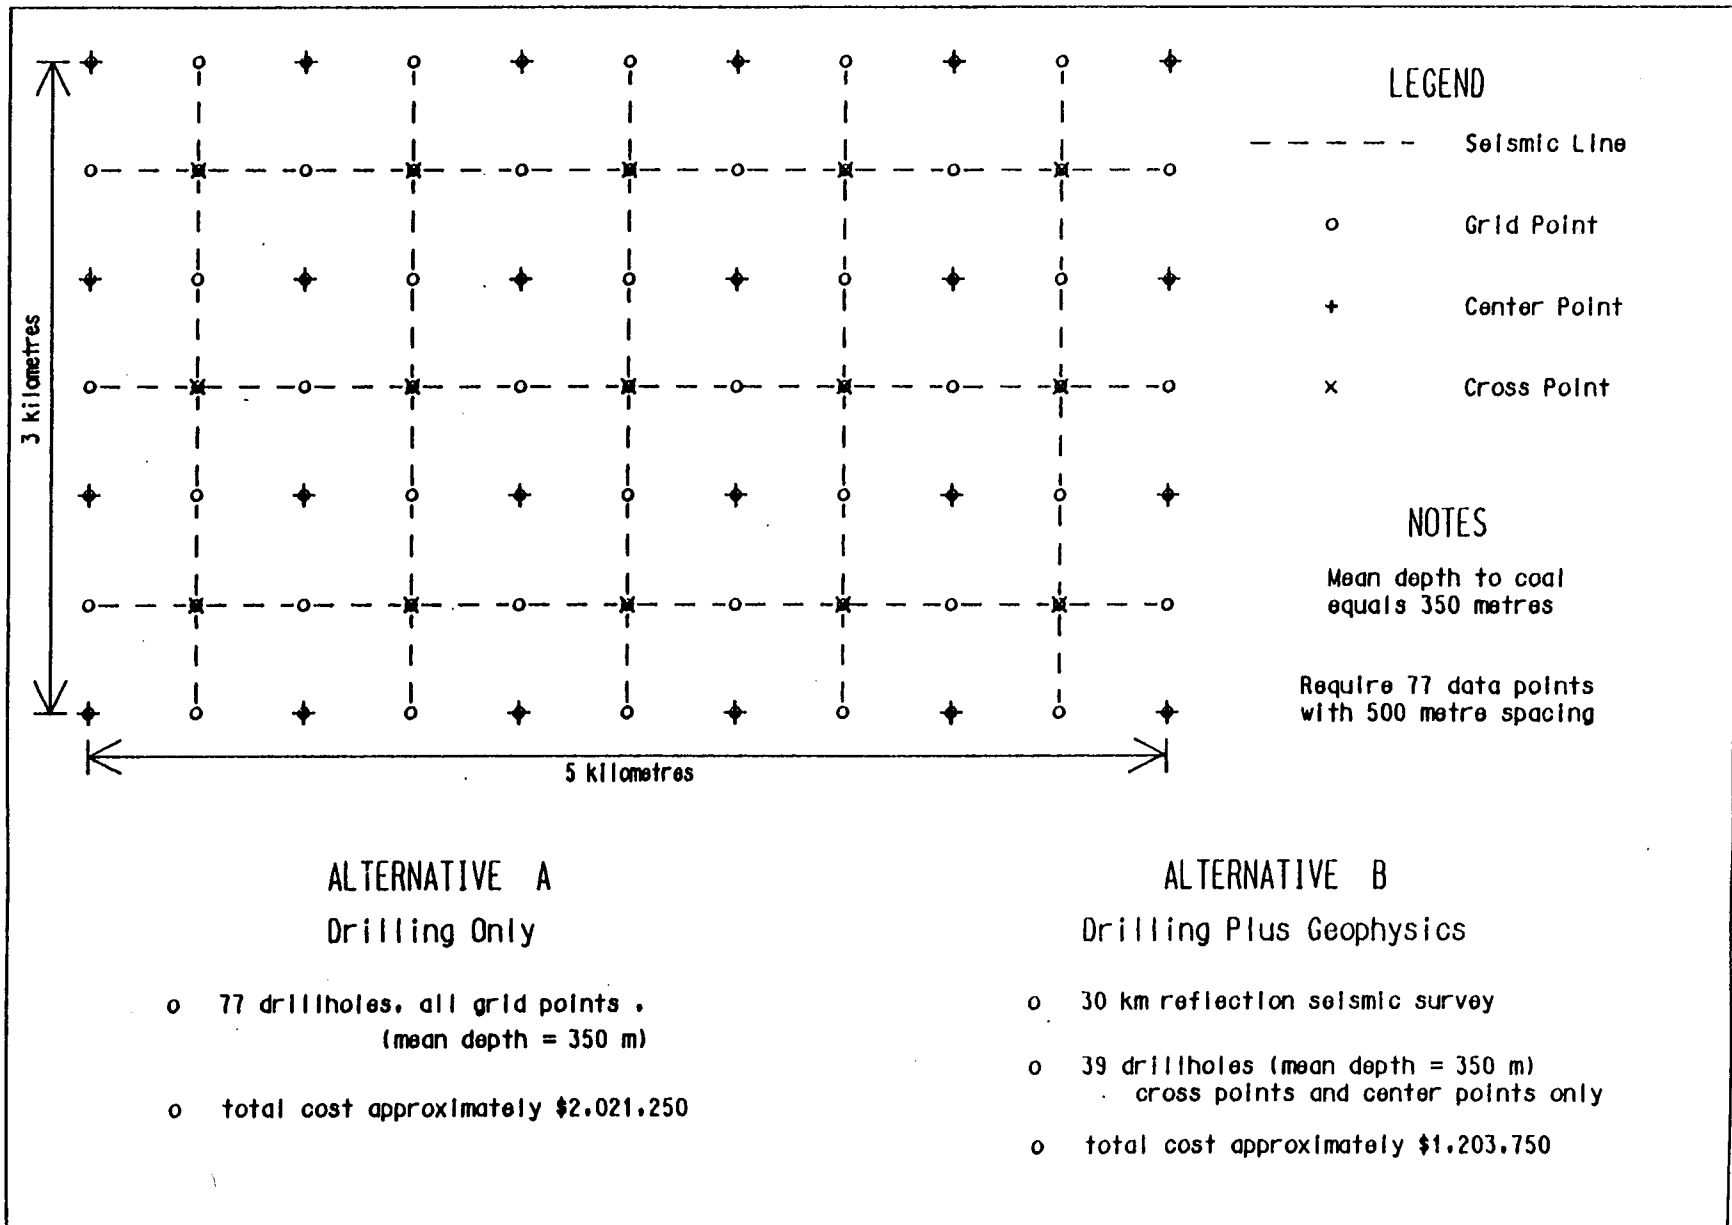 3 kilometres
5 kilometres
LEGEND
Seismic Line
o Grid Point
+ Center Point
x Cross Point
NOTES
Mean depth to coal
equals 350 metres
Require 77 data points
with 500 metre spacing
ALTERNATIVE A
Drilling Only
o 77 drillholes, all grid points .
(mean depth = 350 m)
o total cost approximately $2,021,250
ALTERNATIVE B
Drilling Plus Geophysics
o 30 km reflection seismic survey
o 39 drillholes (mean depth = 350 m)
cross points and center points only
o total cost approximately $1,203,750